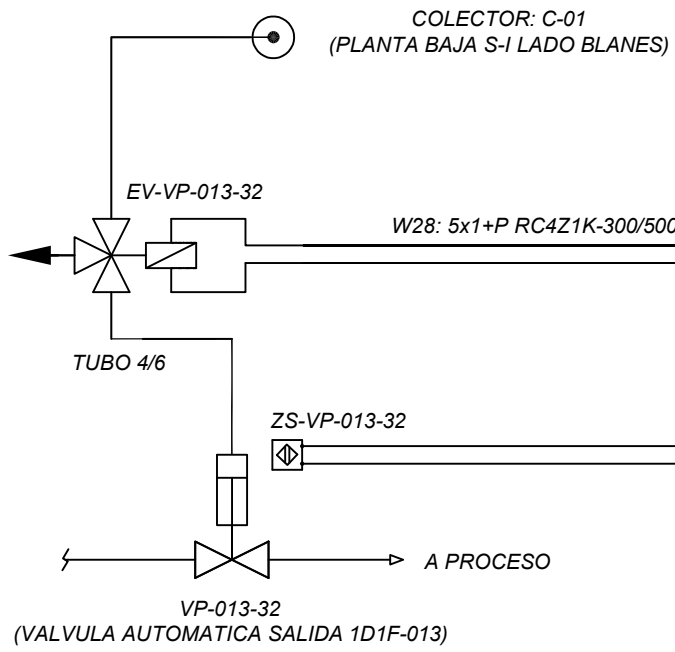 COLECTOR: C-01
(PLANTA BAJA S-I LADO BLANES)
EV-VP-013-32
W28: 5x1+P RC4Z1K-300/500
TUBO 4/6
ZS-VP-013-32
A PROCESO
VP-013-32
(VALVULA AUTOMATICA SALIDA 1D1F-013)